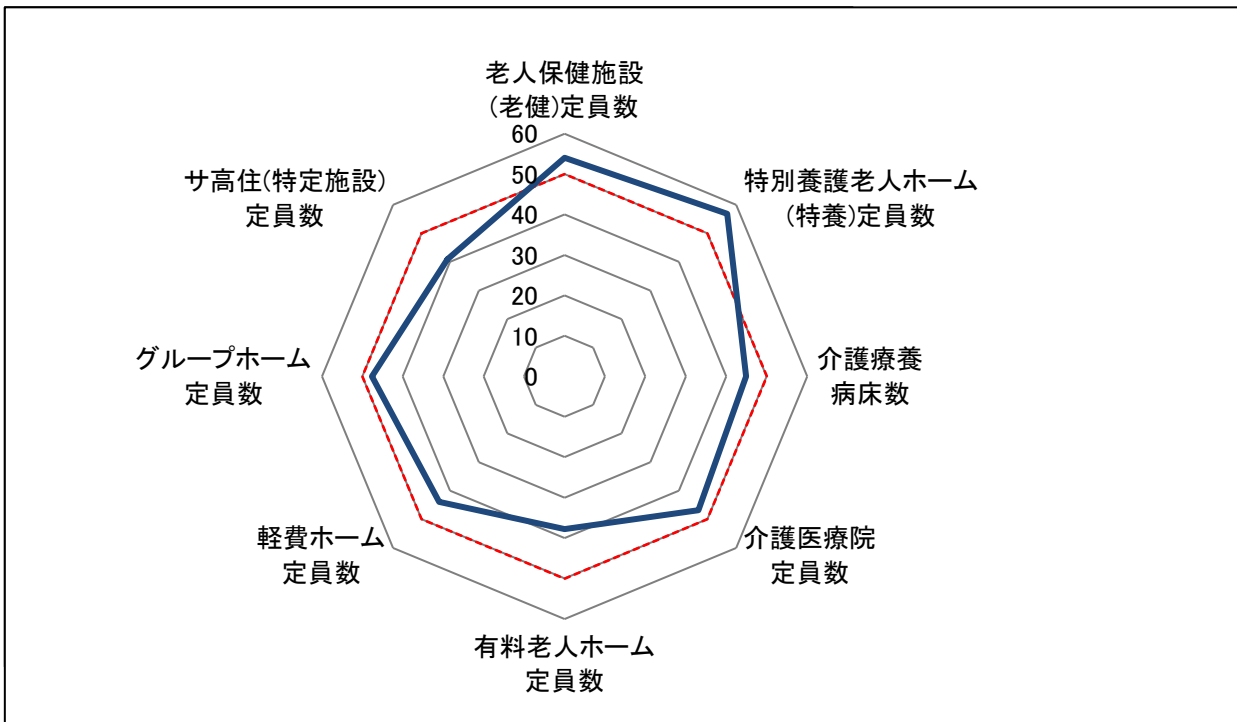 老人保健施設
(老健)定員数
特別養護老人ホーム
(特養)定員数
介護療養
病床数
介護医療院
定員数
有料老人ホーム
定員数
軽費ホーム
定員数
グループホーム
定員数
サ高住(特定施設)
定員数
60
50
40
30
20
10
0